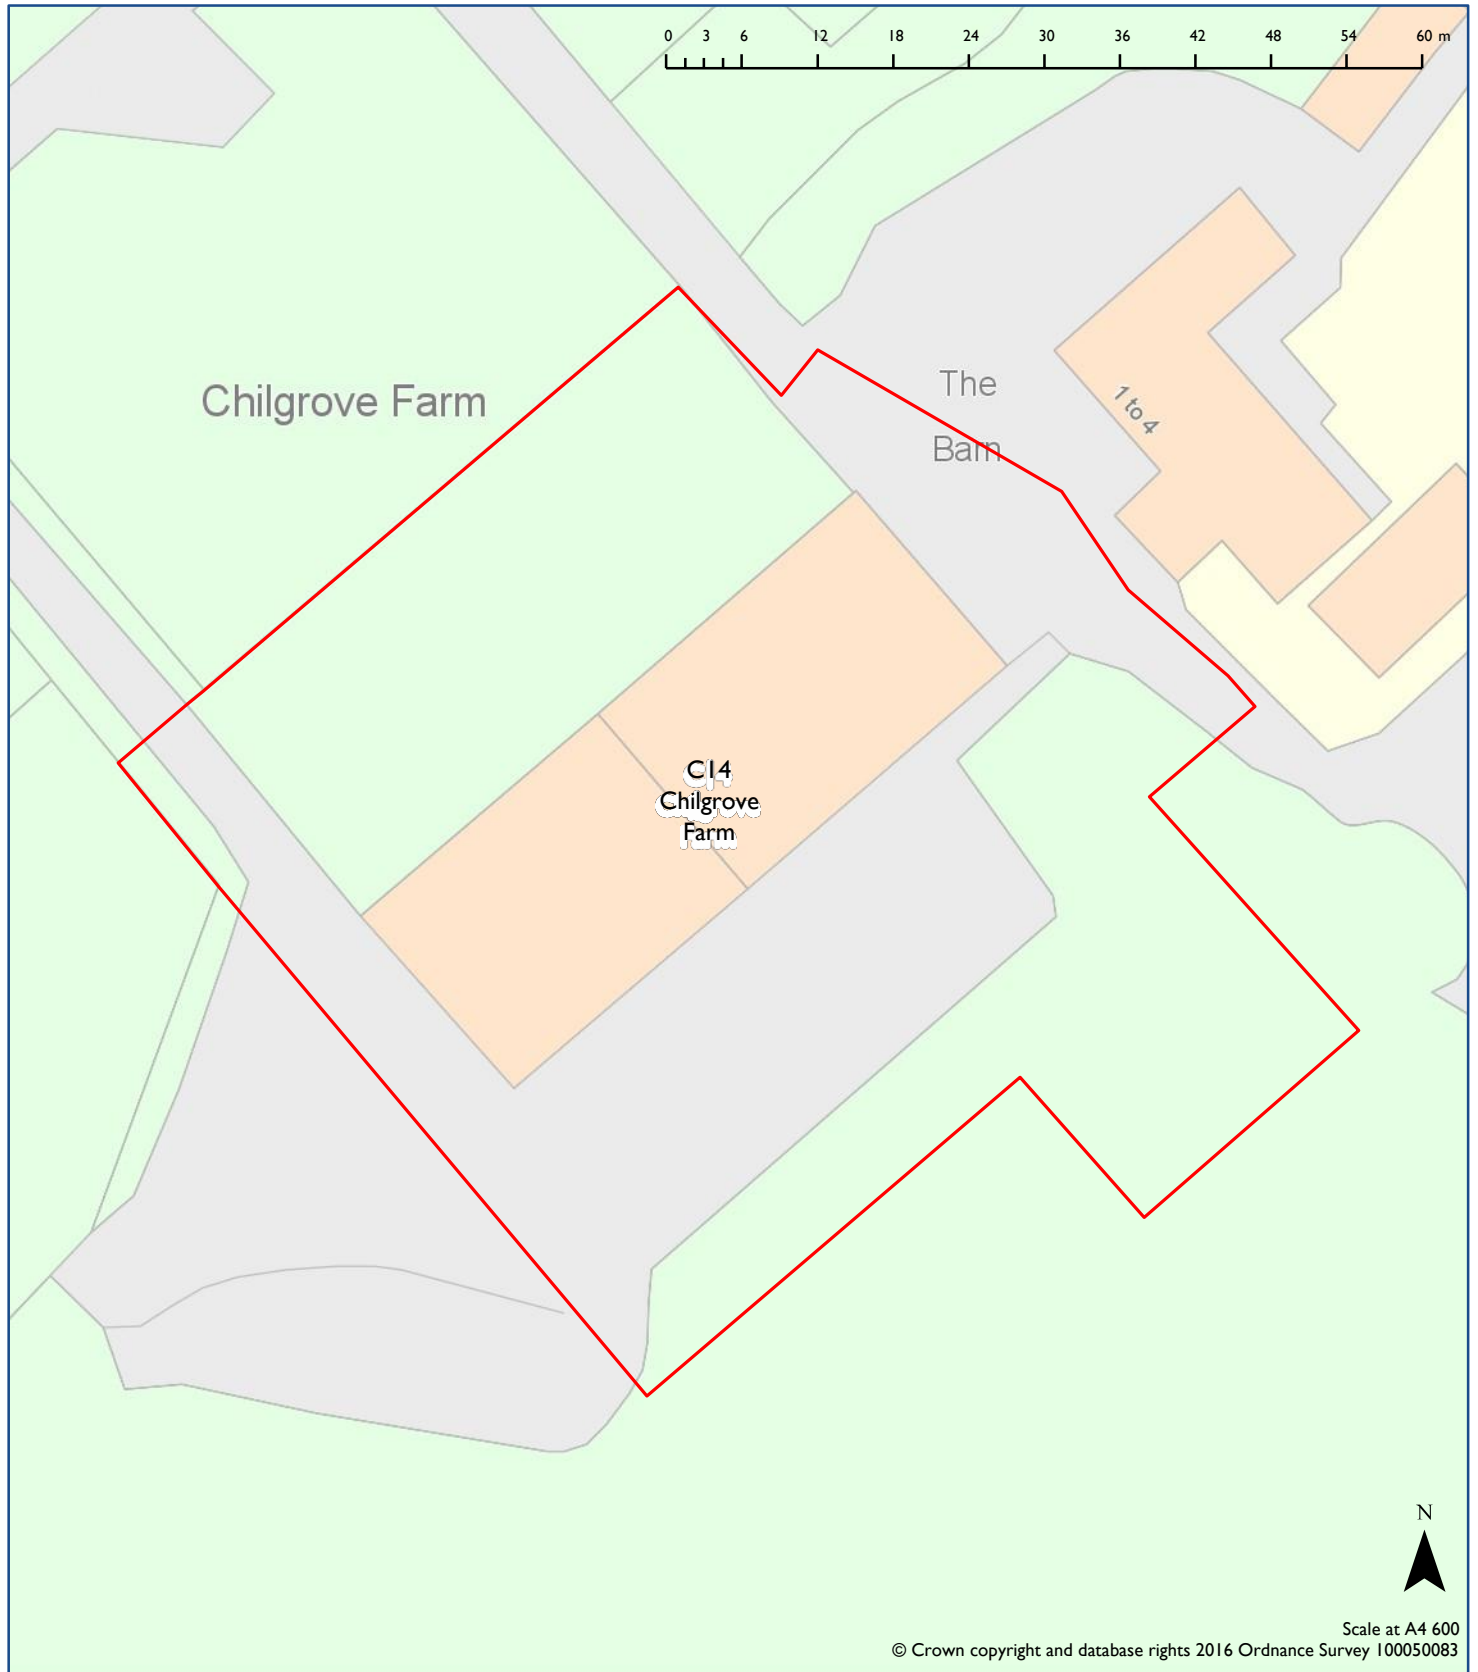 0 3 6 12 18 24 30 36 42 48 54 60 m
Chilgrove Farm
The
Barn
1 to 4
C14
Chilgrove
Farm
N
Scale at A4 600
© Crown copyright and database rights 2016 Ordnance Survey 100050083